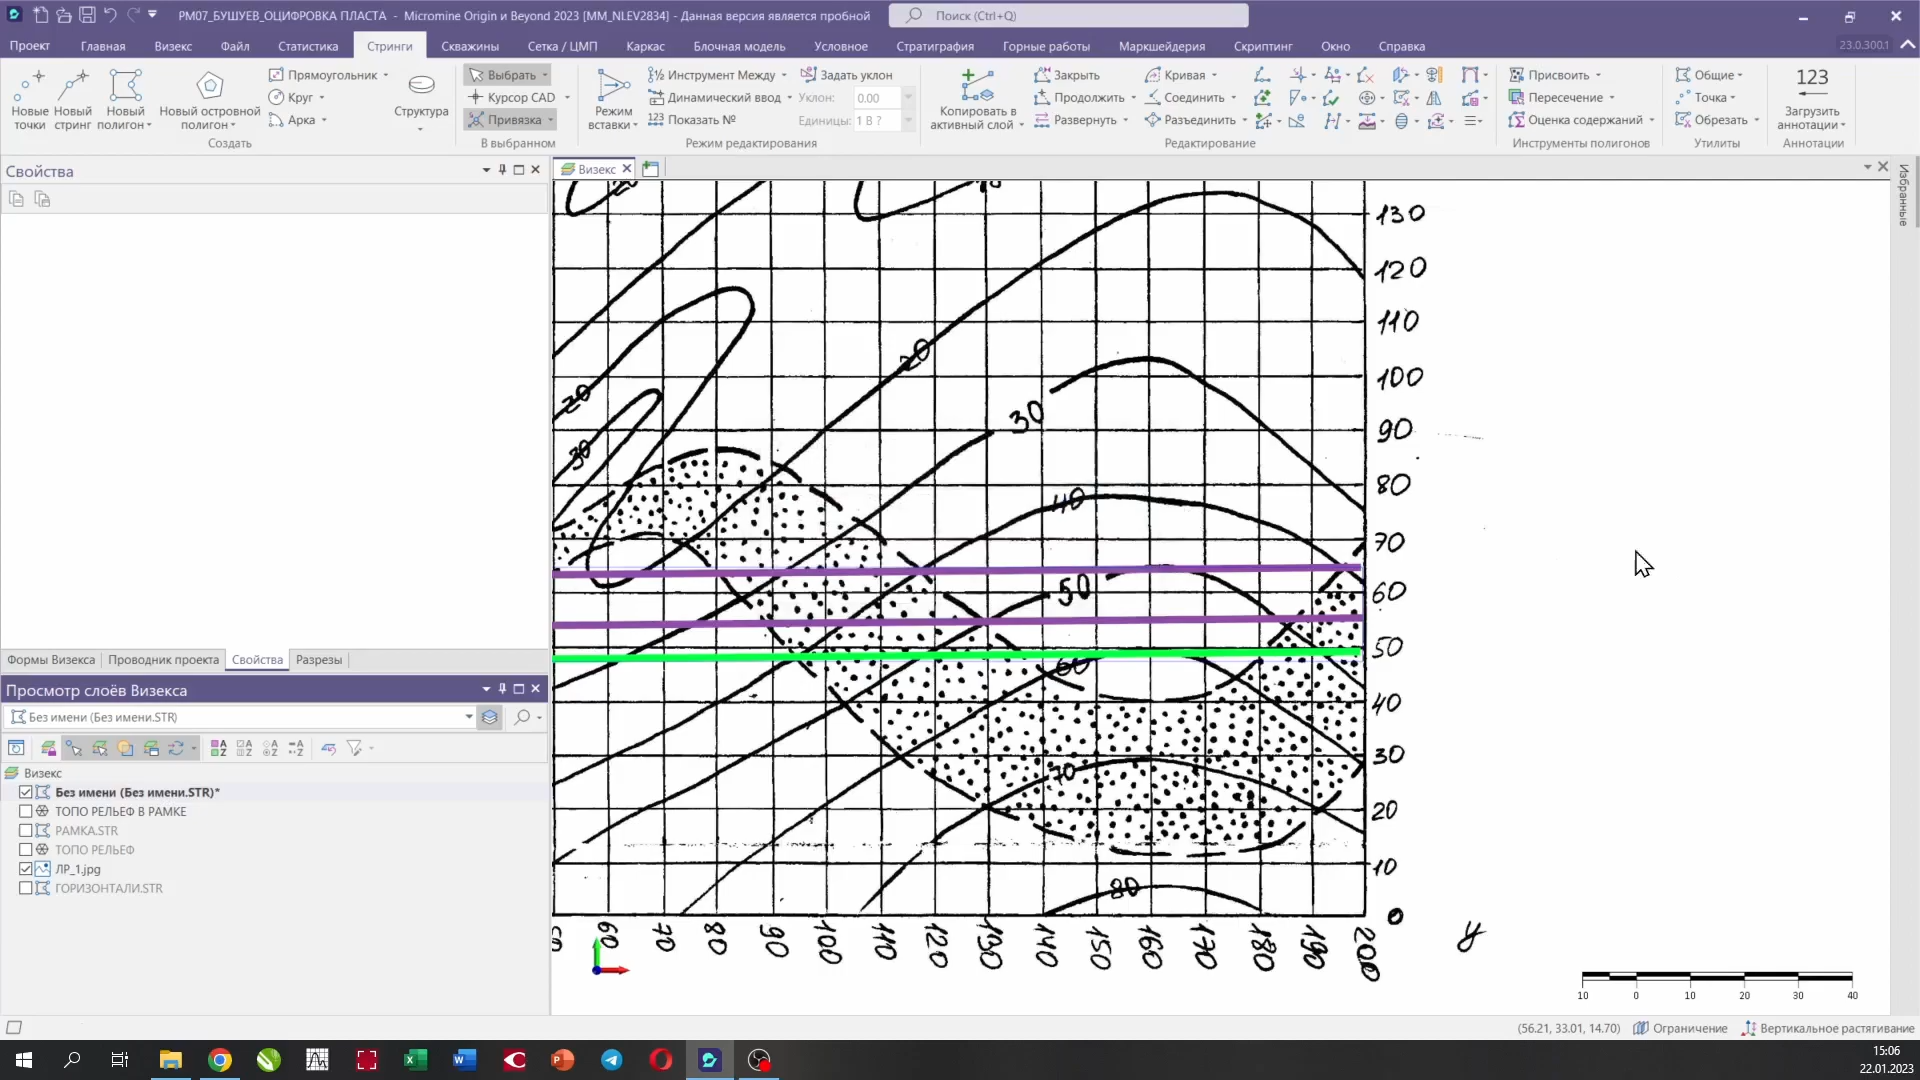 PM07_БУШУЕВ_ОЦИФРОВКА ПЛАСТА - Micromine Origin и Beyond 2023 [MM_NLEV2834] - Данная версия является пробной
Поиск (Ctrl+Q)
Проект Главная Визекс Файл Статистика Стринги Скважины Сетка / ЦМП Каркас Блочная модель Условное Стратиграфия Горные работы Маркшейдерия Скриптинг Окно Справка
23.0.300.1
Новые точки
Новый стринг
Новый полигон
Новый островной полигон
Прямоугольник
Круг
Арка
Структура
Создать
Выбрать
Курсор CAD
Привязка
В выбранном
Режим вставки
Инструмент Между
Динамический ввод
123 Показать №
Задать уклон
Уклон: 0.00
Единицы: 1 В ?
Режим редактирования
Копировать в активный слой
Закрыть
Продолжить
Развернуть
Кривая
Соединить
Разъединить
Редактирование
Присвоить
Пересечение
Оценка содержаний
Инструменты полигонов
Общие
Точка
Обрезать
Утилиты
123
Загрузить аннотации
Аннотации
Свойства
Визекс
Избранные
Формы Визекса Проводник проекта Свойства Разрезы
Просмотр слоёв Визекса
Без имени (Без имени.STR)
Визекс
Без имени (Без имени.STR)*
ТОПО РЕЛЬЕФ В РАМКЕ
РАМКА.STR
ТОПО РЕЛЬЕФ
ЛР_1.jpg
ГОРИЗОНТАЛИ.STR
130
120
110
100
90
80
70
60
50
40
30
20
10
0
20
20
30
30
40
50
60
70
80
60 70 80 90 100 110 120 130 140 150 160 170 180 190 200
y
10 0 10 20 30 40
(56.21, 33.01, 14.70) Ограничение Вертикальное растягивание
15:06
22.01.2023